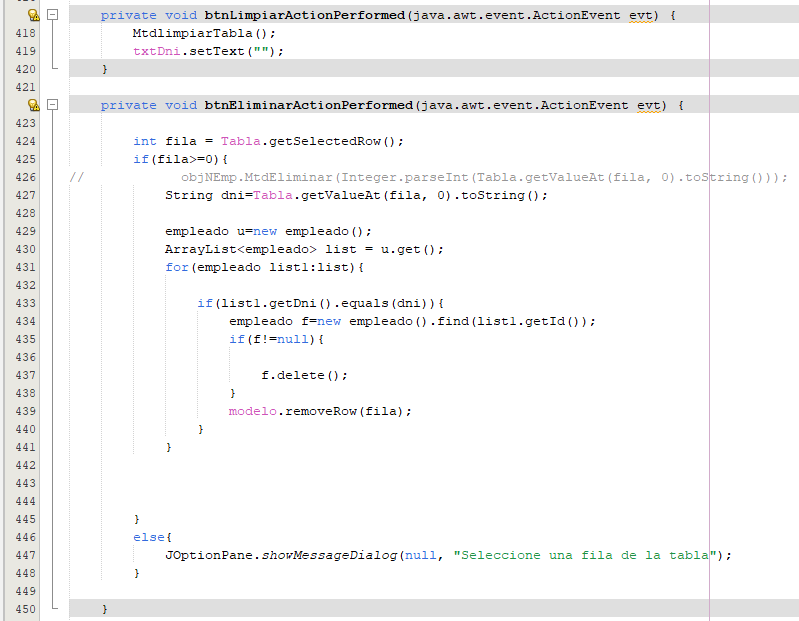 private void btnLimpiarActionPerformed(java.awt.event.ActionEvent evt) {
418         MtdlimpiarTabla();
419         txtDni.setText("");
420     }
421
    private void btnEliminarActionPerformed(java.awt.event.ActionEvent evt) {
423
424         int fila = Tabla.getSelectedRow();
425         if(fila>=0){
426 //            objNEmp.MtdEliminar(Integer.parseInt(Tabla.getValueAt(fila, 0).toString()));
427             String dni=Tabla.getValueAt(fila, 0).toString();
428
429             empleado u=new empleado();
430             ArrayList<empleado> list = u.get();
431             for(empleado list1:list){
432
433                 if(list1.getDni().equals(dni)){
434                     empleado f=new empleado().find(list1.getId());
435                     if(f!=null){
436
437                         f.delete();
438                     }
439                     modelo.removeRow(fila);
440                 }
441             }
442
443
444
445         }
446         else{
447             JOptionPane.showMessageDialog(null, "Seleccione una fila de la tabla");
448         }
449
450     }